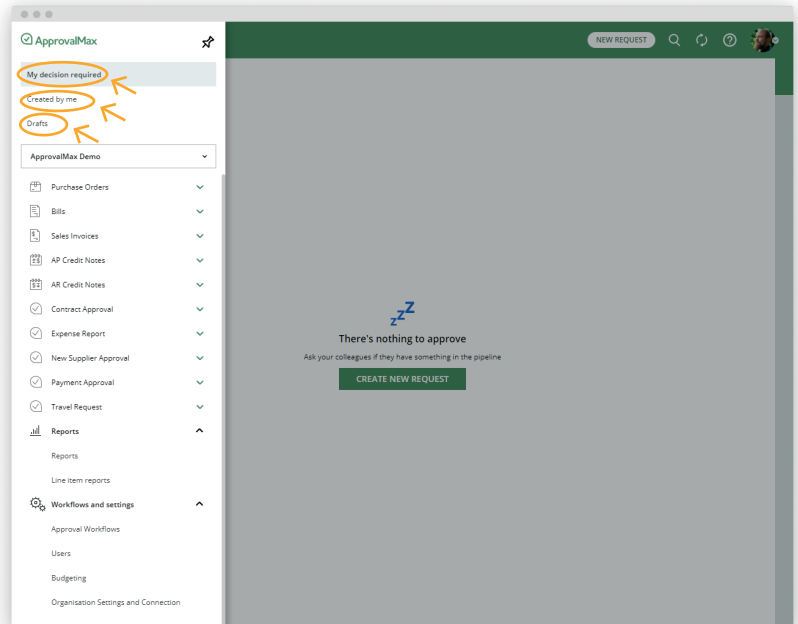 ApprovalMax
NEW REQUEST
My decision required
Created by me
Drafts
ApprovalMax Demo
Purchase Orders
Bills
Sales Invoices
AP Credit Notes
AR Credit Notes
Contract Approval
Expense Report
New Supplier Approval
Payment Approval
Travel Request
Reports
Reports
Line item reports
Workflows and settings
Approval Workflows
Users
Budgeting
Organisation Settings and Connection
zzZ
There's nothing to approve
Ask your colleagues if they have something in the pipeline
CREATE NEW REQUEST